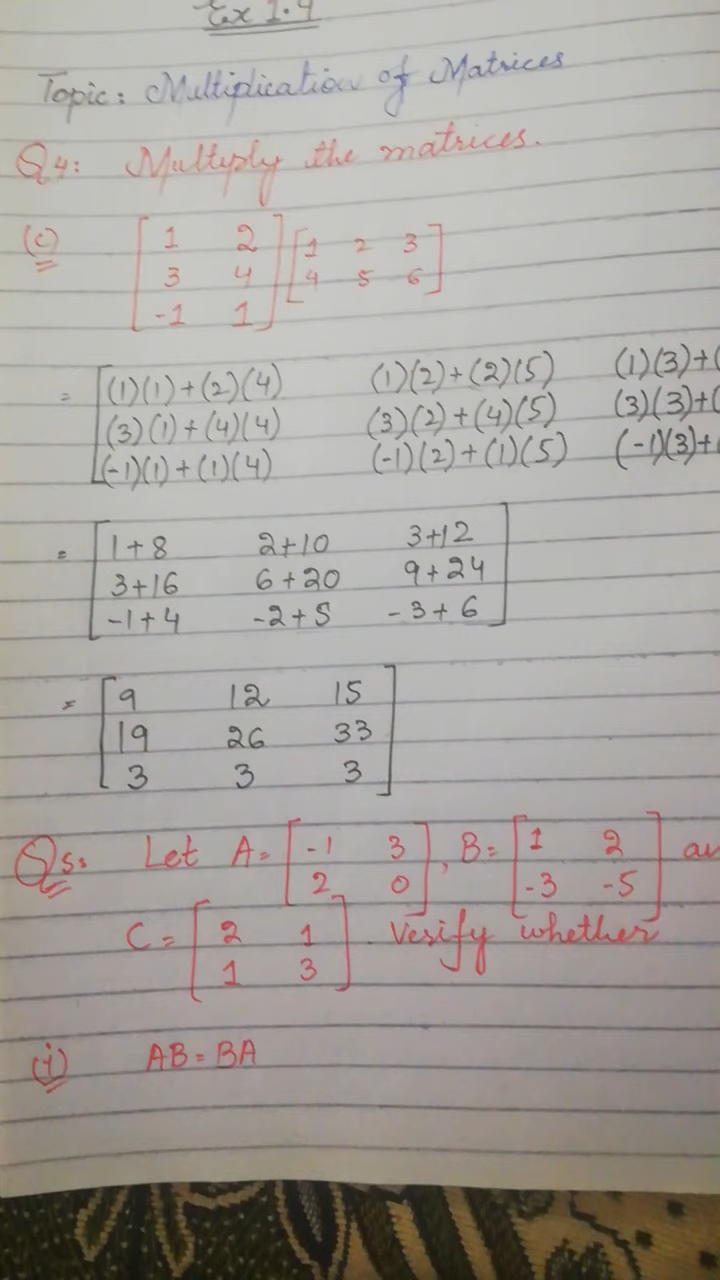 Ex 1.4
Topic: Multiplication of Matrices
Q4: Multiply the matrices.
(c) [1 2] [1 2 3]
[3 4] [4 5 6]
[-1 1]
= [(1)(1)+(2)(4) (1)(2)+(2)(5) (1)(3)+(
(3)(1)+(4)(4) (3)(2)+(4)(5) (3)(3)+(
(-1)(1)+(1)(4) (-1)(2)+(1)(5) (-1)(3)+(
= [1+8 2+10 3+12]
[3+16 6+20 9+24]
[-1+4 -2+5 -3+6]
= [9 12 15]
[19 26 33]
[3 3 3]
Q5: Let A= [-1 3], B= [1 2]
[2 0] [-3 -5]
C= [2 1]. Verify whether
[1 3]
(i) AB=BA